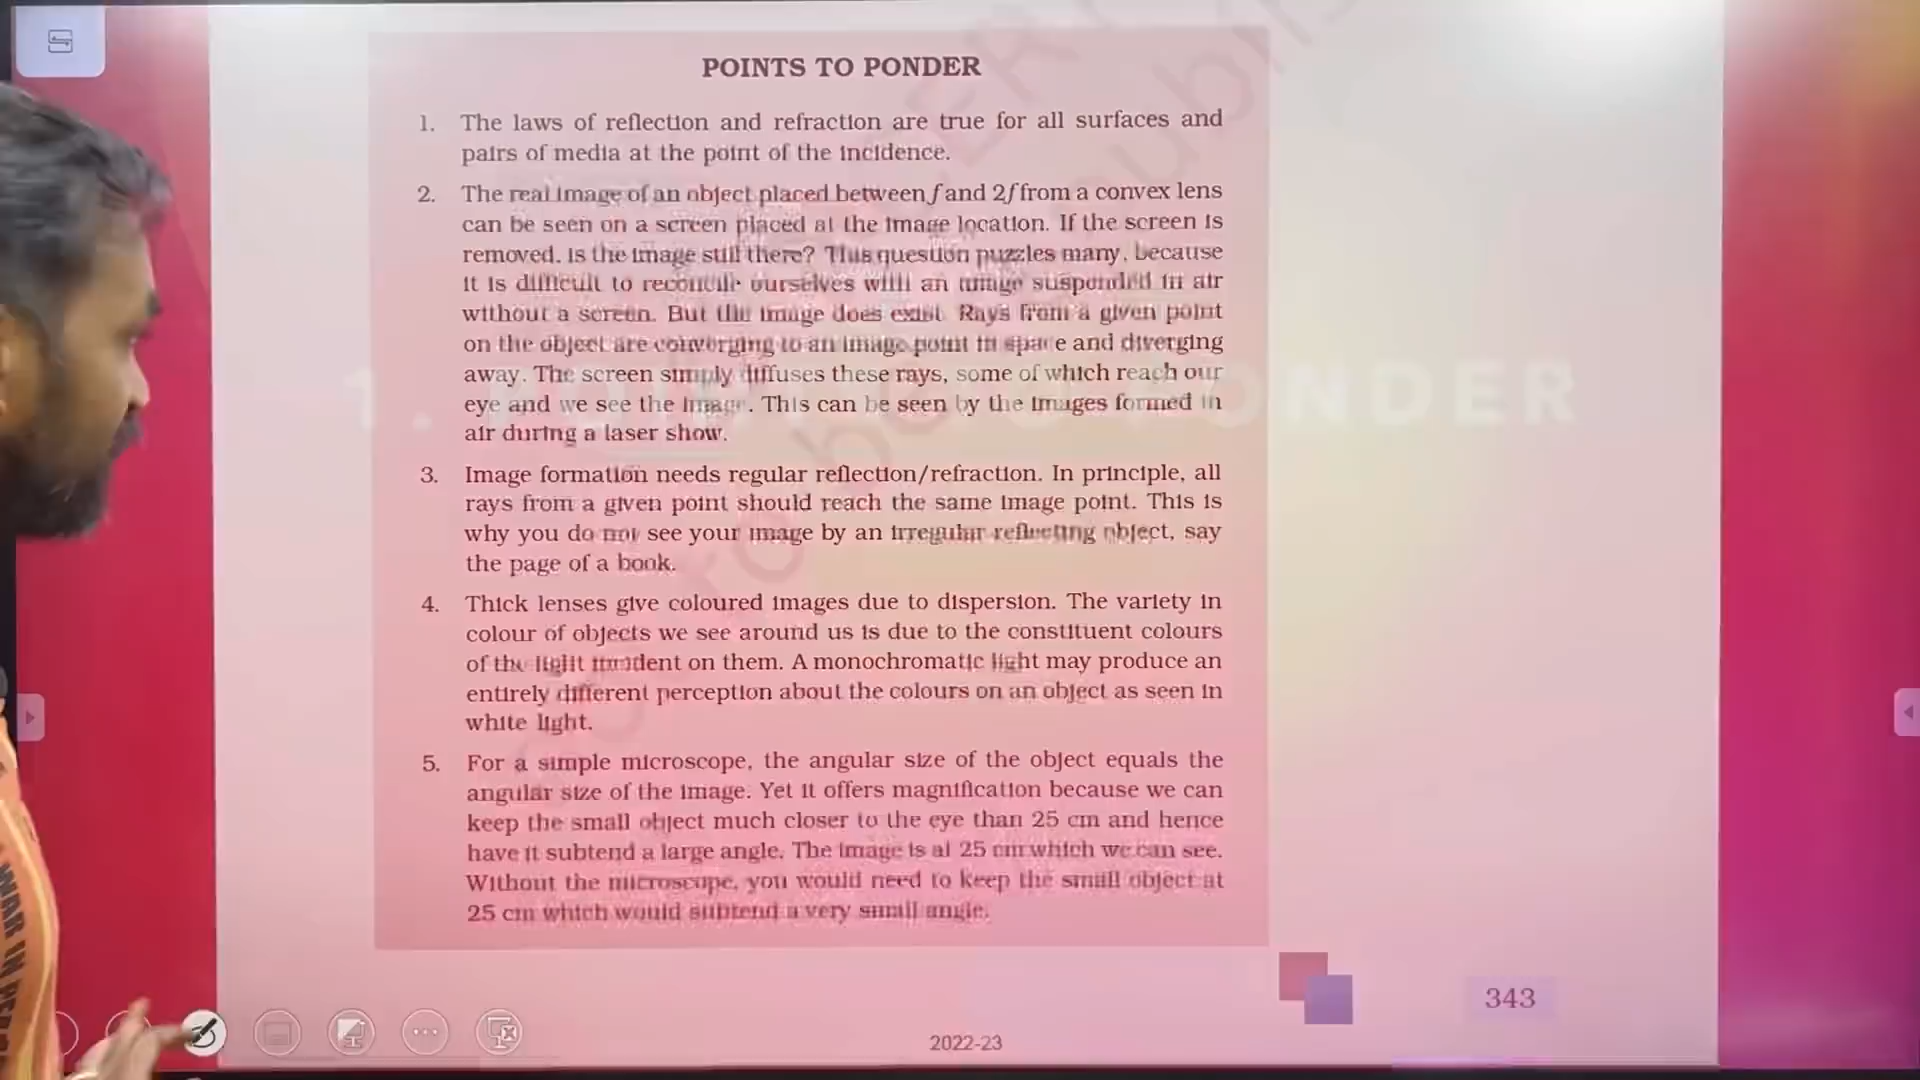 POINTS TO PONDER
1. The laws of reflection and refraction are true for all surfaces and
pairs of media at the point of the incidence.
2. The real image of an object placed between f and 2f from a convex lens
can be seen on a screen placed at the image location. If the screen is
removed, is the image still there? This question puzzles many, because
it is difficult to reconcile ourselves with an image suspended in air
without a screen. But the image does exist. Rays from a given point
on the object are converging to an image point in space and diverging
away. The screen simply diffuses these rays, some of which reach our
eye and we see the image. This can be seen by the images formed in
air during a laser show.
3. Image formation needs regular reflection/refraction. In principle, all
rays from a given point should reach the same image point. This is
why you do not see your image by an irregular reflecting object, say
the page of a book.
4. Thick lenses give coloured images due to dispersion. The variety in
colour of objects we see around us is due to the constituent colours
of the light incident on them. A monochromatic light may produce an
entirely different perception about the colours on an object as seen in
white light.
5. For a simple microscope, the angular size of the object equals the
angular size of the image. Yet it offers magnification because we can
keep the small object much closer to the eye than 25 cm and hence
have it subtend a large angle. The image is at 25 cm which we can see.
Without the microscope, you would need to keep the small object at
25 cm which would subtend a very small angle.
343
2022-23